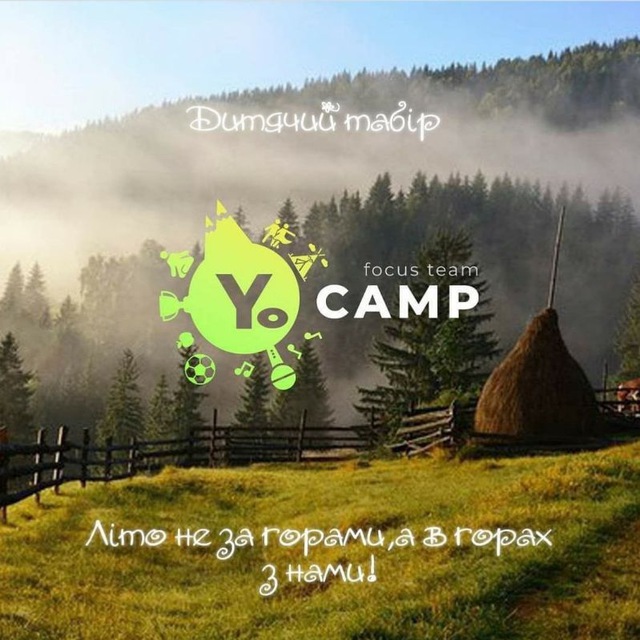 Дитячий табір
Yo
focus team
CAMP
Літо не за горами,а в горах
з нами!